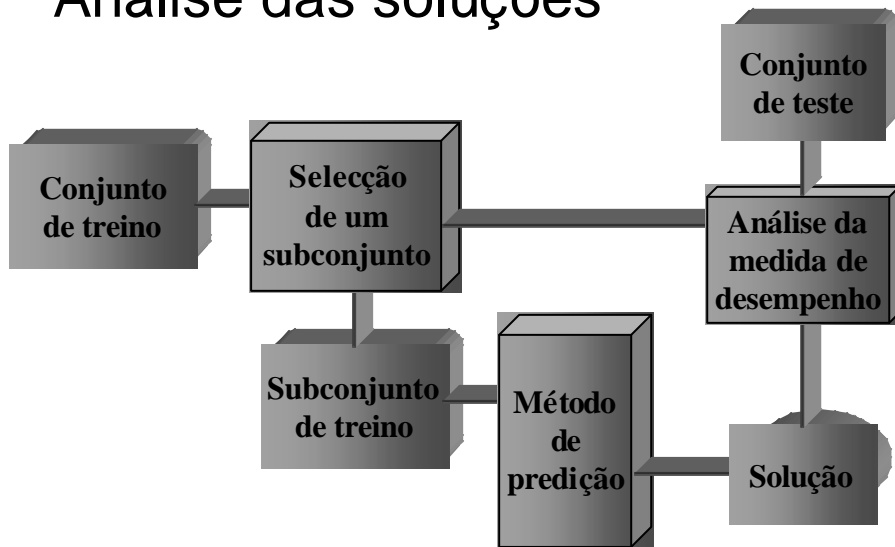 Análise das soluções
Conjunto
de teste
Conjunto
de treino
Selecção
de um
subconjunto
Análise da
medida de
desempenho
Subconjunto
de treino
Método
de
predição
Solução